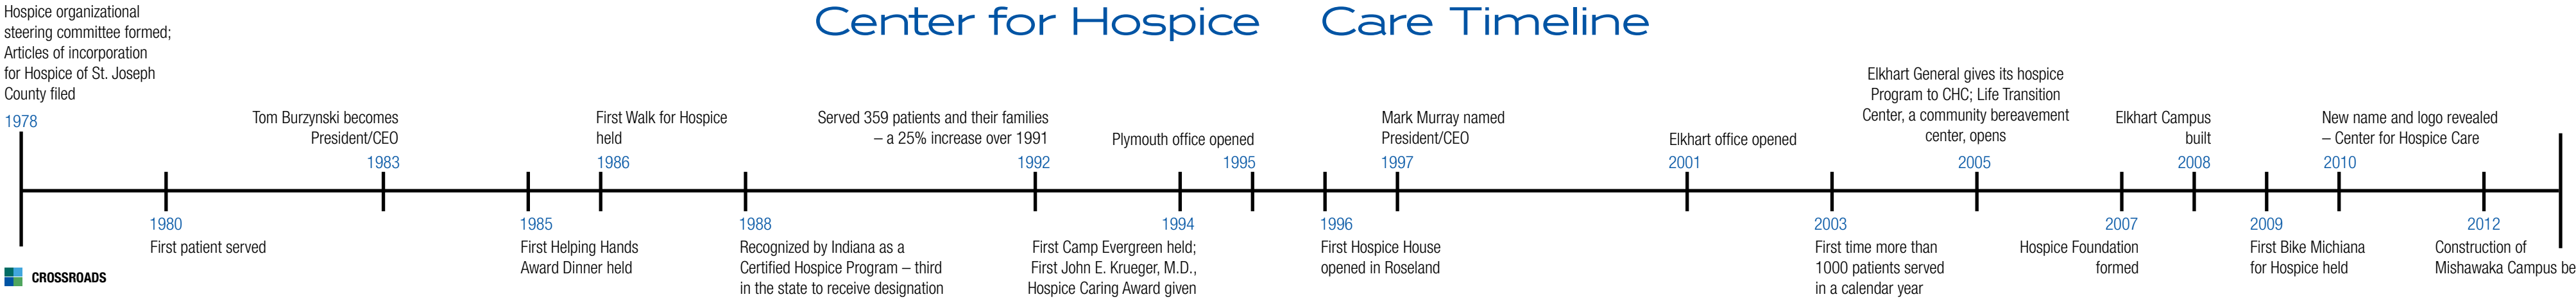 Center for Hospice Care Timeline
Hospice organizational
steering committee formed;
Articles of incorporation
for Hospice of St. Joseph
County filed
1978
1980
First patient served
Tom Burzynski becomes
President/CEO
1983
1985
First Helping Hands
Award Dinner held
First Walk for Hospice
held
1986
1988
Recognized by Indiana as a
Certified Hospice Program – third
in the state to receive designation
Served 359 patients and their families
– a 25% increase over 1991
1992
1994
First Camp Evergreen held;
First John E. Krueger, M.D.,
Hospice Caring Award given
Plymouth office opened
1995
1996
First Hospice House
opened in Roseland
Mark Murray named
President/CEO
1997
Elkhart office opened
2001
2003
First time more than
1000 patients served
in a calendar year
Elkhart General gives its hospice
Program to CHC; Life Transition
Center, a community bereavement
center, opens
2005
2007
Hospice Foundation
formed
Elkhart Campus
built
2008
2009
First Bike Michiana
for Hospice held
New name and logo revealed
– Center for Hospice Care
2010
2012
Construction of
Mishawaka Campus be
CROSSROADS